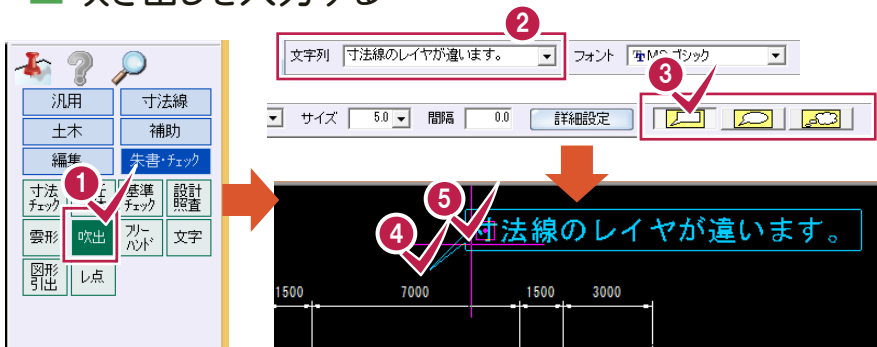 吹き出しを入力する
2
文字列 寸法線のレイヤが違います。 フォント MS ゴシック
3
サイズ 5.0 間隔 0.0 詳細設定
汎用 寸法線
土木 補助
編集 朱書・チェック
1
寸法チェック 基準チェック 設計照査
雲形 吹出 フリーハンド 文字
図形引出 レ点
5
4
寸法線のレイヤが違います。
1500 7000 1500 3000